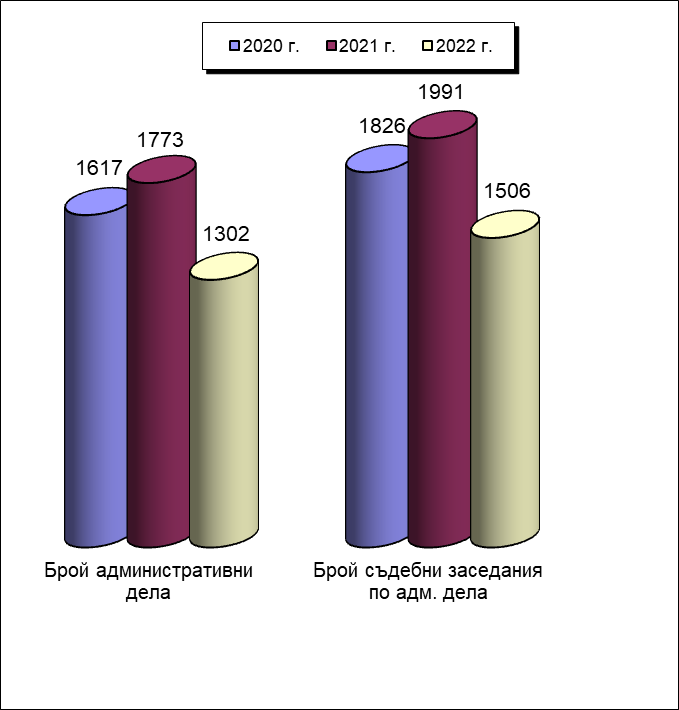 2020 г. 2021 г. 2022 г.
1617
1773
1302
1826
1991
1506
Брой административни
дела
Брой съдебни заседания
по адм. дела